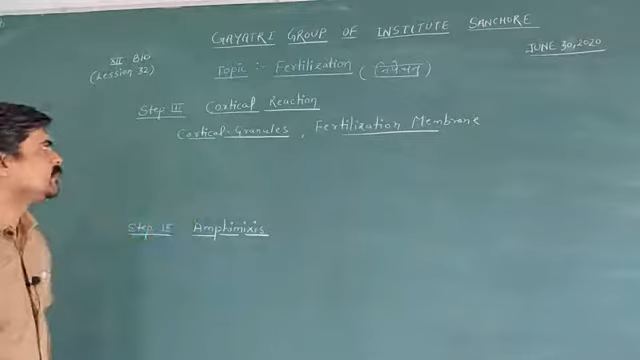 GAYATRI GROUP OF INSTITUTE SANCHORE
XII BIO
(Lession 32)
JUNE 30, 2020
Topic :- Fertilization (निषेचन)
Step III Cortical Reaction
Cortical-Granules, Fertilization Membrane
Step IV Amphimixis